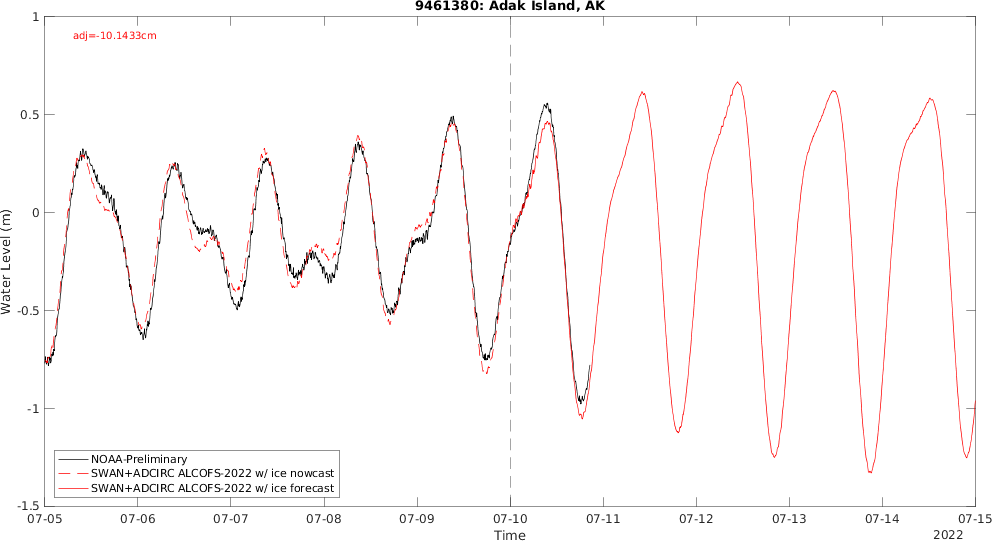 9461380: Adak Island, AK
adj=-10.1433cm
1
0.5
0
-0.5
-1
-1.5
Water Level (m)
NOAA-Preliminary
SWAN+ADCIRC ALCOFS-2022 w/ ice nowcast
SWAN+ADCIRC ALCOFS-2022 w/ ice forecast
07-05 07-06 07-07 07-08 07-09 07-10 07-11 07-12 07-13 07-14 07-15
Time
2022